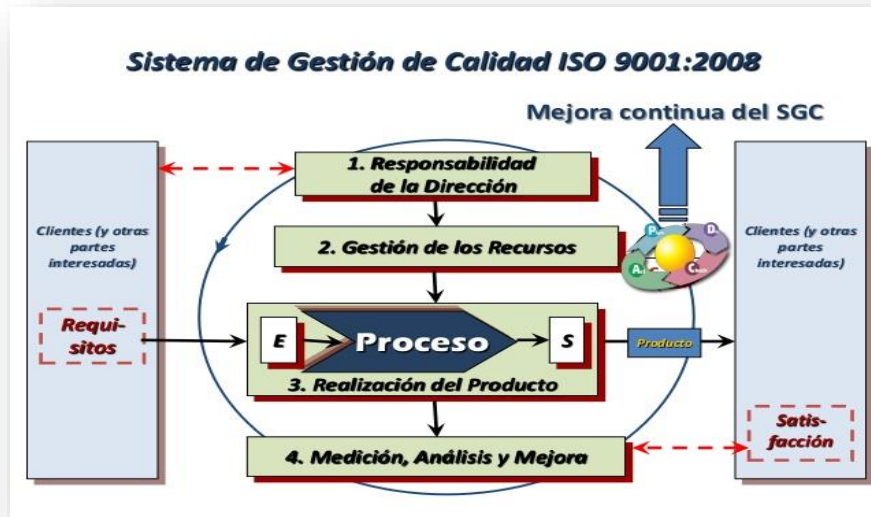 Sistema de Gestión de Calidad ISO 9001:2008
Mejora continua del SGC
Clientes (y otras
partes
interesadas)
Requi-
sitos
1. Responsabilidad
de la Dirección
2. Gestión de los Recursos
E
Proceso
S
3. Realización del Producto
4. Medición, Análisis y Mejora
Producto
Clientes (y otras
partes
interesadas)
Satis-
facción